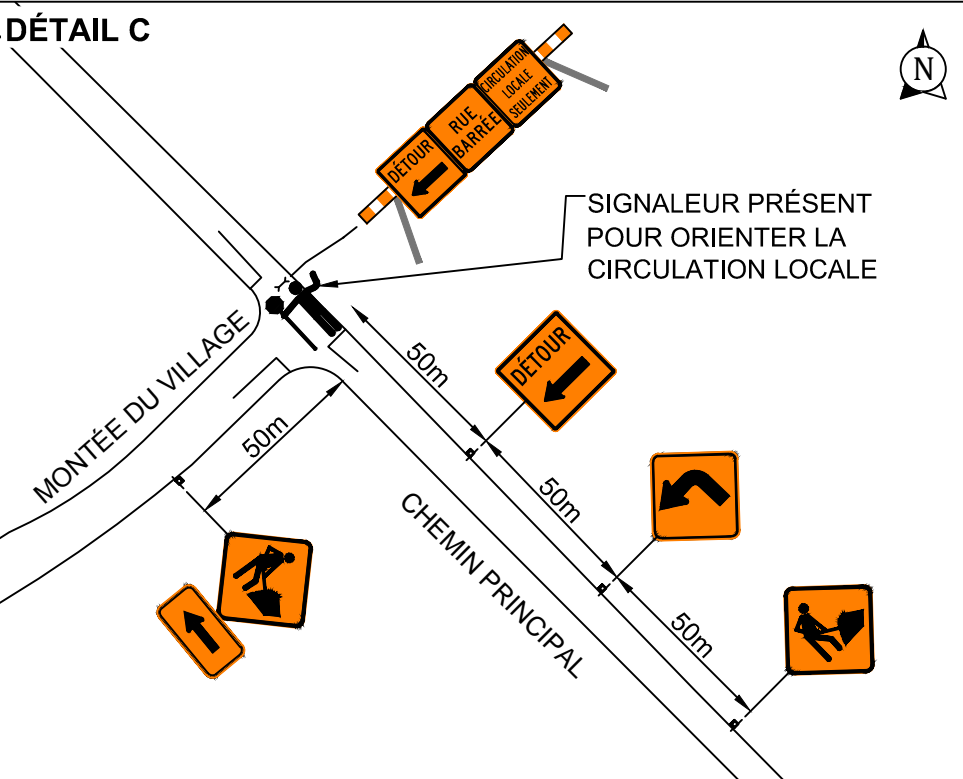 DÉTAIL C
N
CIRCULATION
LOCALE
SEULEMENT
RUE
BARRÉE
DÉTOUR
SIGNALEUR PRÉSENT
POUR ORIENTER LA
CIRCULATION LOCALE
50m
DÉTOUR
MONTÉE DU VILLAGE
50m
50m
CHEMIN PRINCIPAL
50m